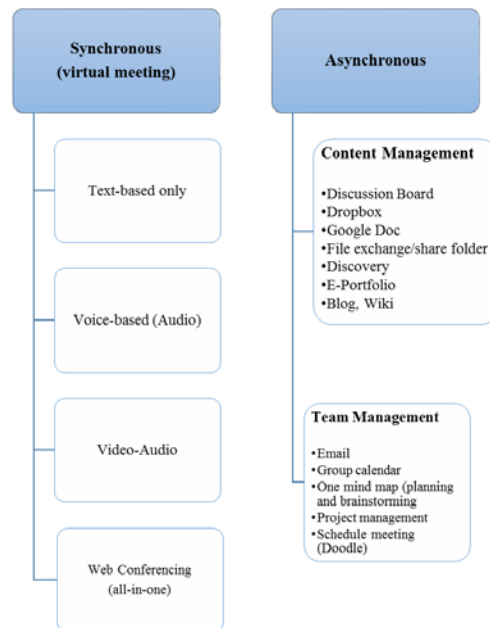 Synchronous
(virtual meeting)
Text-based only
Voice-based (Audio)
Video-Audio
Web Conferencing
(all-in-one)
Asynchronous
Content Management
•Discussion Board
•Dropbox
•Google Doc
•File exchange/share folder
•Discovery
•E-Portfolio
•Blog, Wiki
Team Management
•Email
•Group calendar
•One mind map (planning
and brainstorming
•Project management
•Schedule meeting
(Doodle)